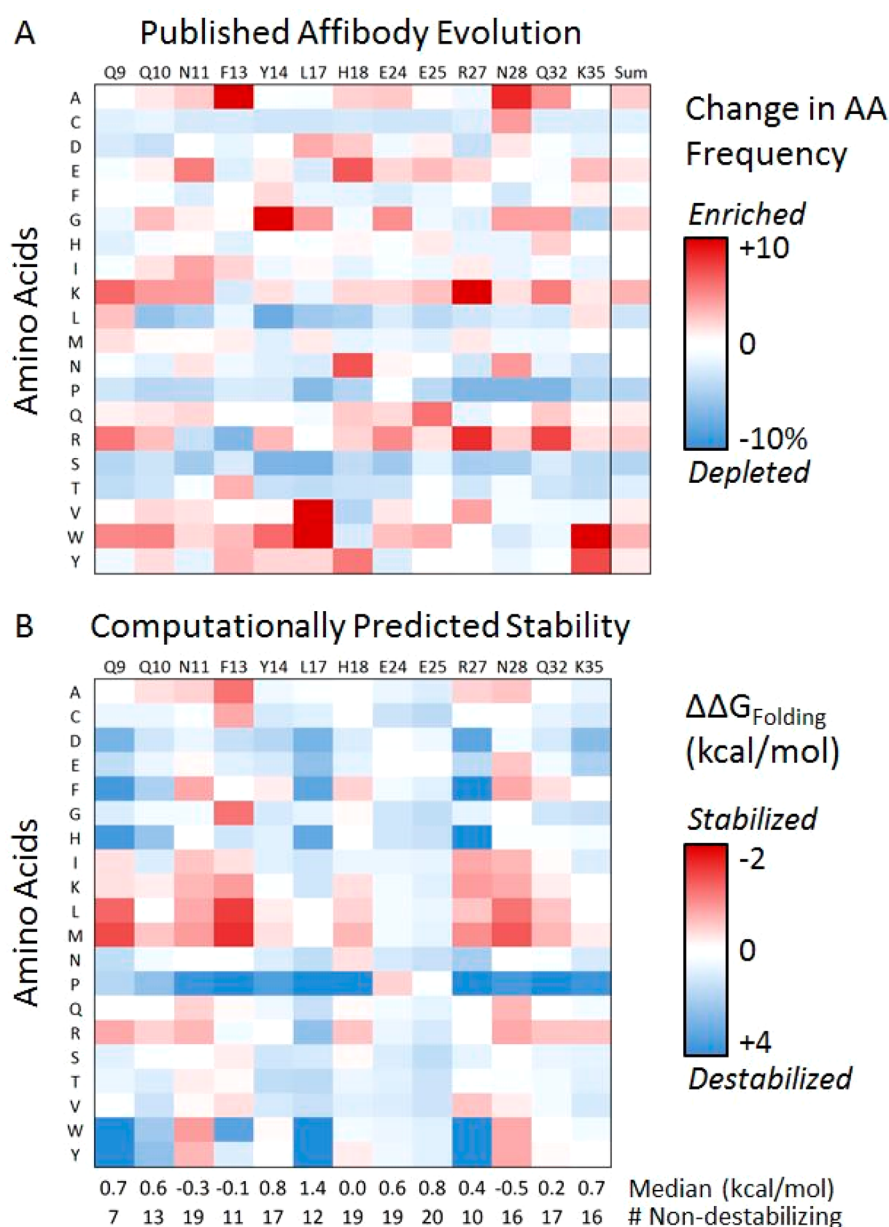 A Published Affibody Evolution
Q9 Q10 N11 F13 Y14 L17 H18 E24 E25 R27 N28 Q32 K35 Sum
Amino Acids
A
C
D
E
F
G
H
I
K
L
M
N
P
Q
R
S
T
V
W
Y
Change in AA
Frequency
Enriched
+10
0
-10%
Depleted
B Computationally Predicted Stability
Q9 Q10 N11 F13 Y14 L17 H18 E24 E25 R27 N28 Q32 K35
Amino Acids
A
C
D
E
F
G
H
I
K
L
M
N
P
Q
R
S
T
V
W
Y
ΔΔG Folding
(kcal/mol)
Stabilized
-2
0
+4
Destabilized
0.7 0.6 -0.3 -0.1 0.8 1.4 0.0 0.6 0.8 0.4 -0.5 0.2 0.7 Median (kcal/mol)
7 13 19 11 17 12 19 19 20 10 16 17 16 # Non-destabilizing